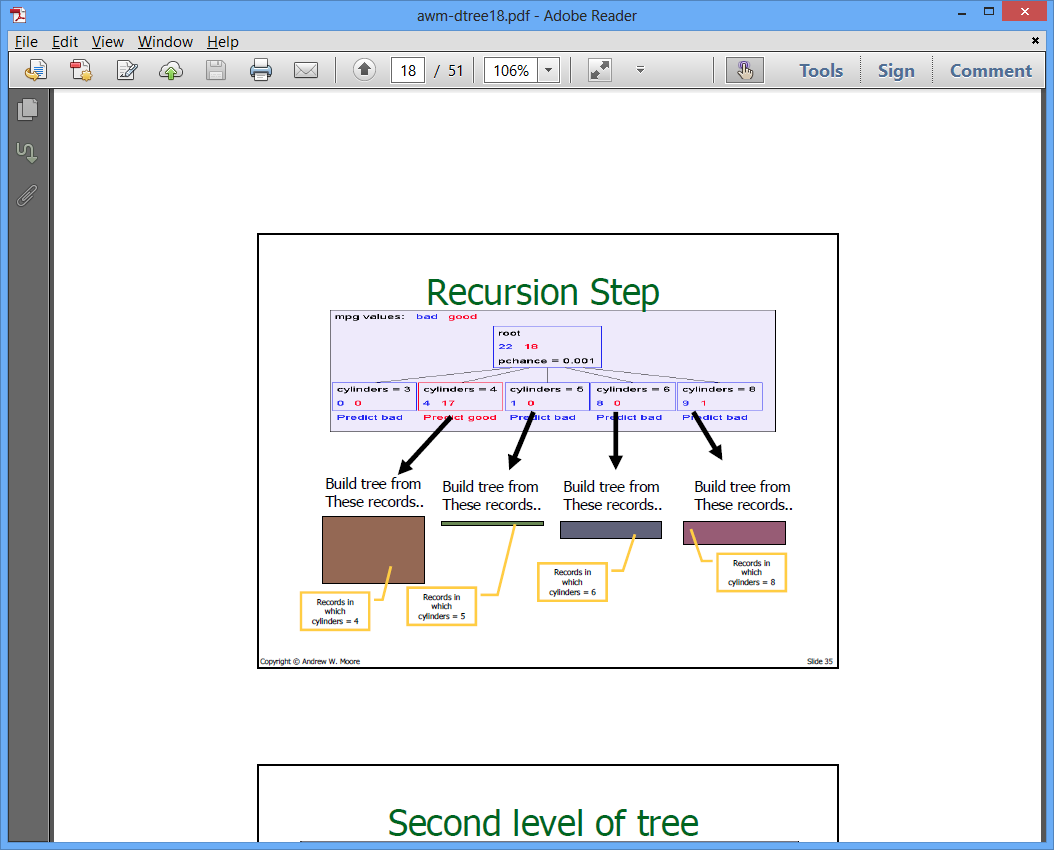 awm-dtree18.pdf - Adobe Reader
File Edit View Window Help
18 / 51 106% Tools Sign Comment
Recursion Step
mpg values: bad good
root
22 18
pchance = 0.001
cylinders = 3 cylinders = 4 cylinders = 5 cylinders = 6 cylinders = 8
0 0 4 17 1 0 8 0 9 1
Predict bad Predict good Predict bad Predict bad Predict bad
Build tree from
These records..
Build tree from
These records..
Build tree from
These records..
Build tree from
These records..
Records in
which
cylinders = 4
Records in
which
cylinders = 5
Records in
which
cylinders = 6
Records in
which
cylinders = 8
Copyright © Andrew W. Moore Slide 35
Second level of tree